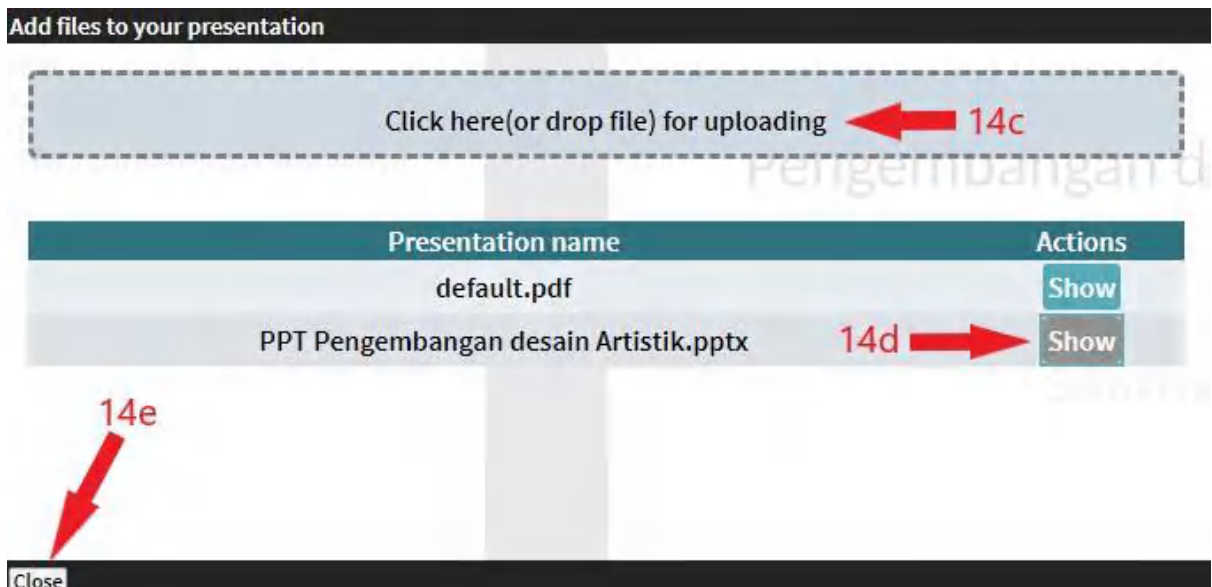 Add files to your presentation
Click here(or drop file) for uploading 14c
Pengembangan d
Presentation name Actions
default.pdf Show
PPT Pengembangan desain Artistik.pptx 14d Show
14e
Close